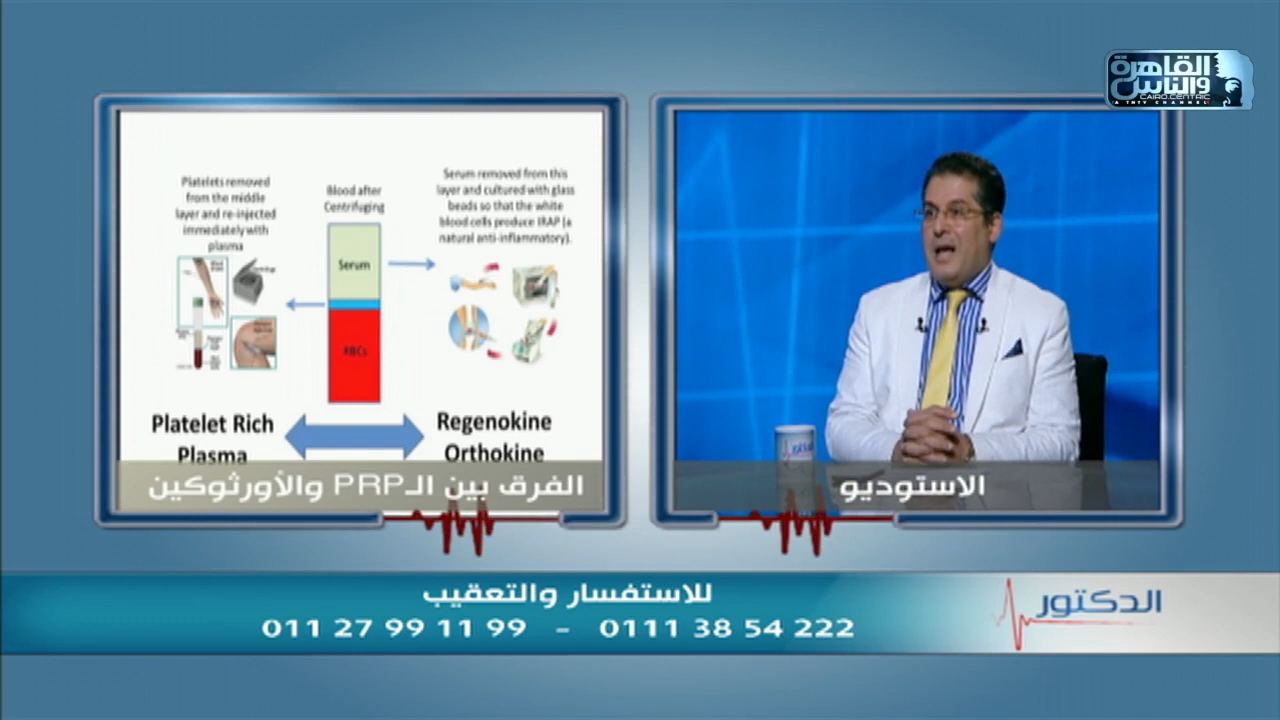 القاهرة
والناس
CAIRO.CENTRIC
A TNTV CHANNEL
Platelets removed
from the middle
layer and re-injected
immediately with
plasma
Blood after
Centrifuging
Serum removed from this
layer and cultured with glass
beads so that the white
blood cells produce IRAP (a
natural anti-inflammatory).
Serum
RBCs
Platelet Rich
Plasma
Regenokine
Orthokine
الفرق بين الـPRP والأورثوكين
الاستوديو
للاستفسار والتعقيب
011 27 99 11 99 - 0111 38 54 222
الدكتور